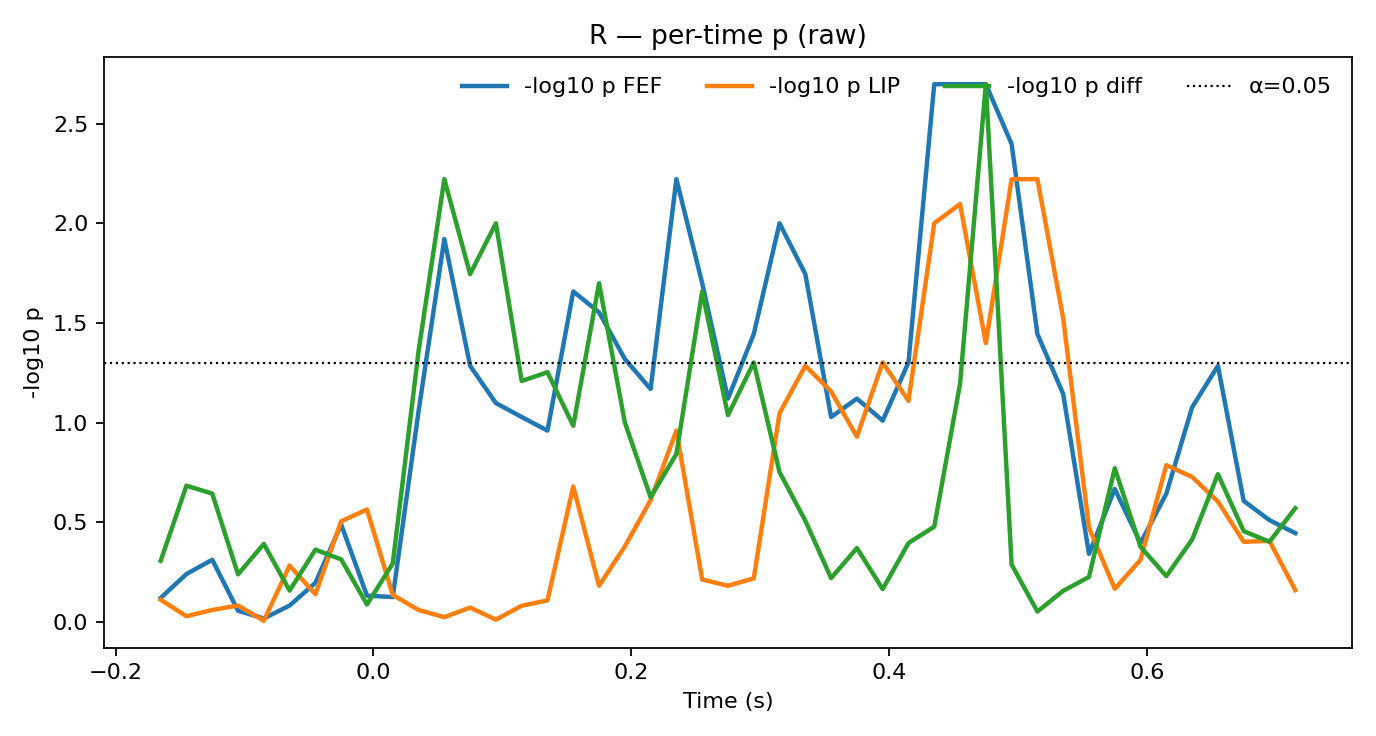 R — per-time p (raw)
-log10 p FEF
-log10 p LIP
-log10 p diff
α=0.05
-log10 p
2.5
2.0
1.5
1.0
0.5
0.0
−0.2
0.0
0.2
0.4
0.6
Time (s)